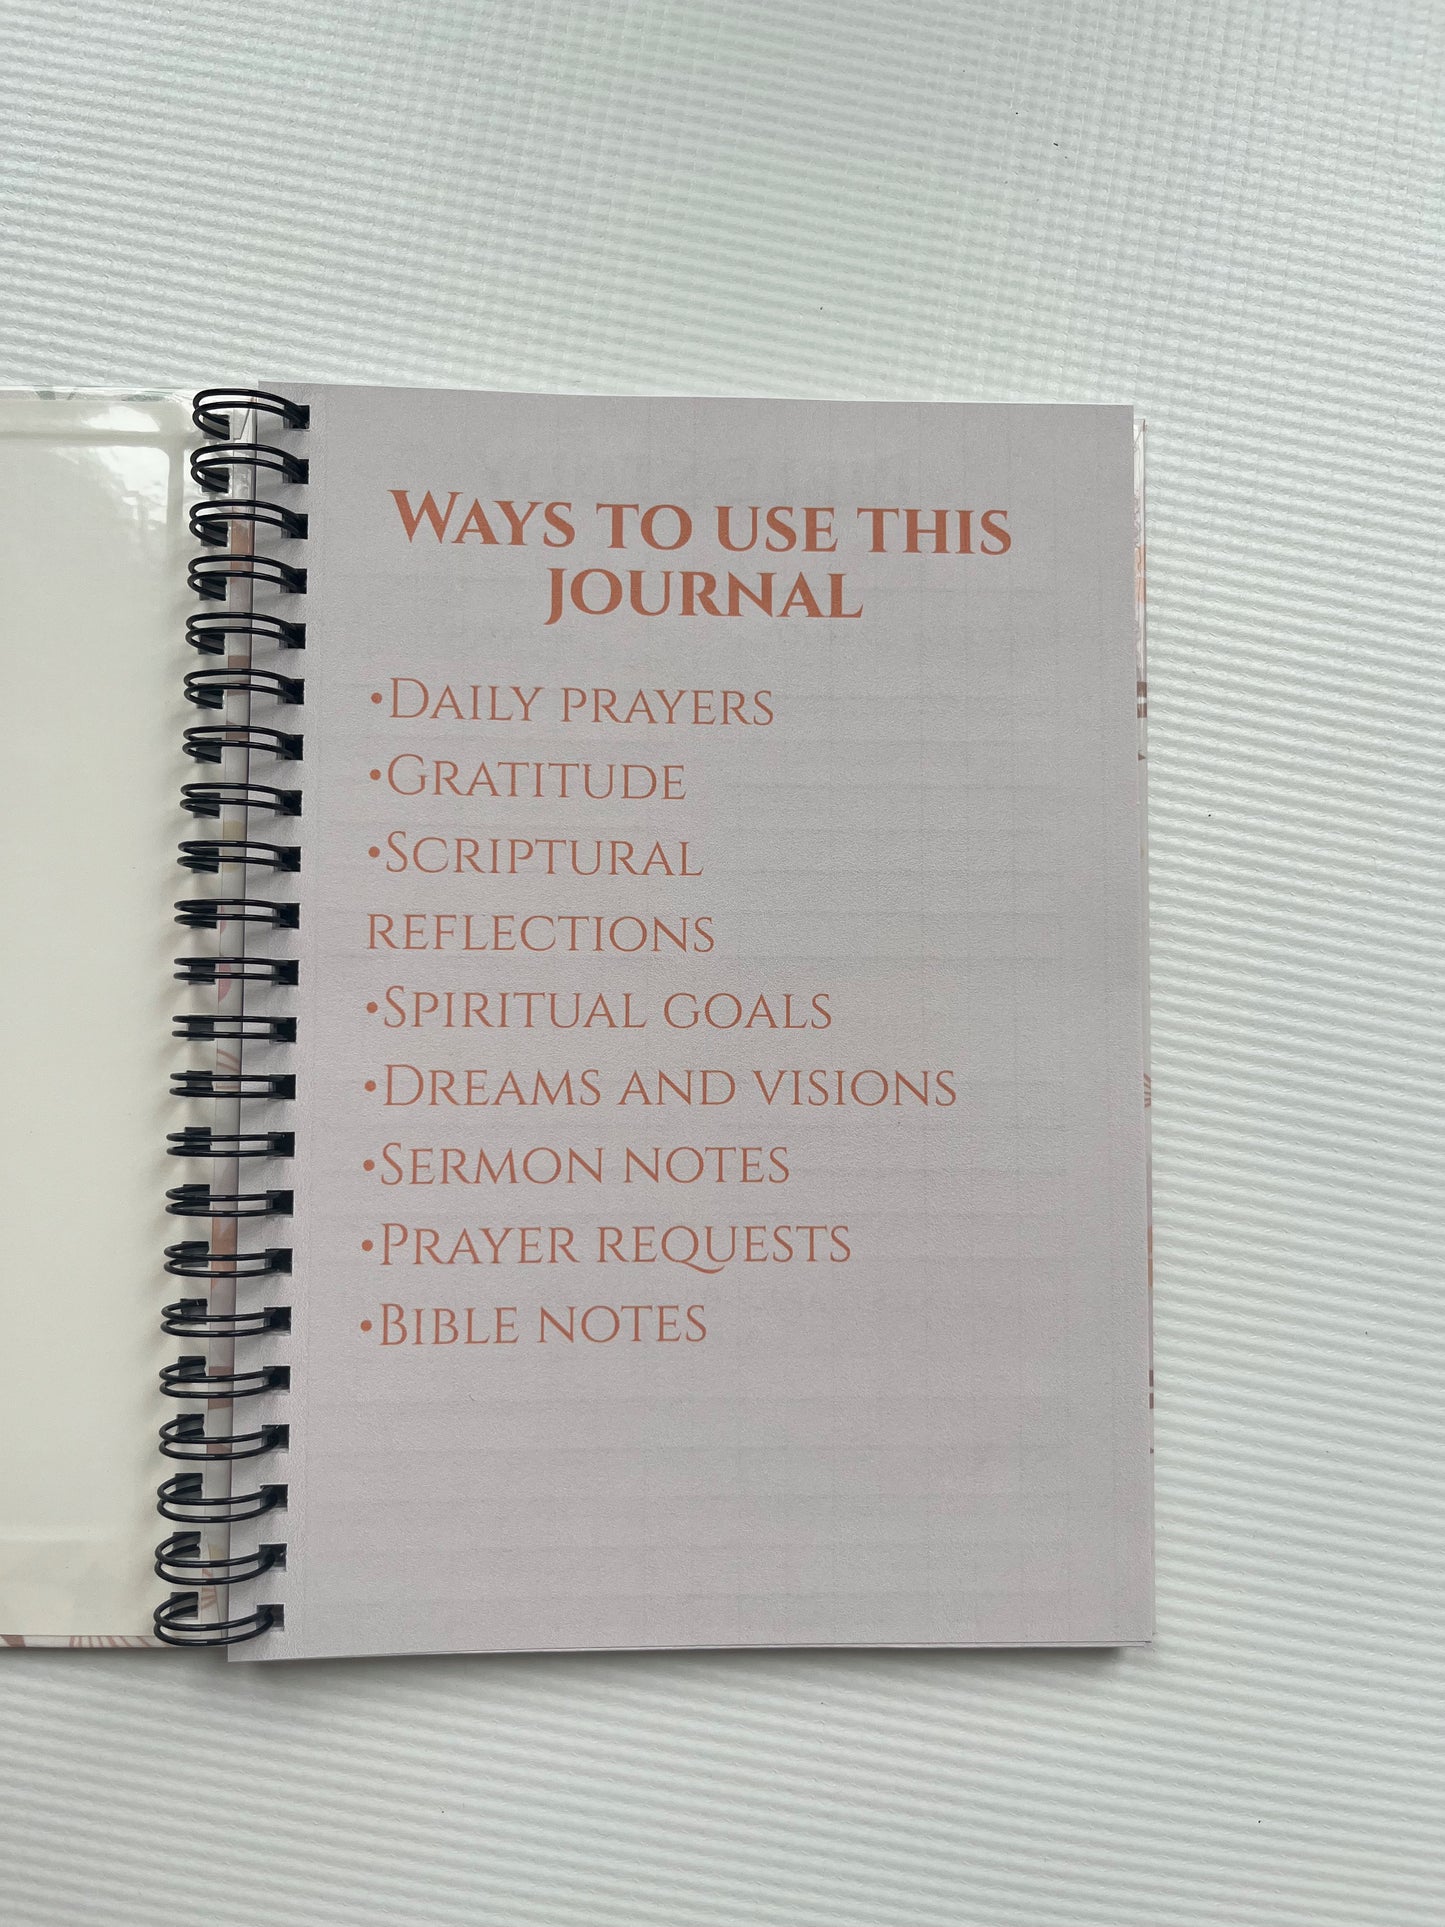 Ways to use this
journal
•Daily prayers
•Gratitude
•Scriptural
reflections
•Spiritual goals
•Dreams and visions
•Sermon notes
•Prayer requests
•Bible notes